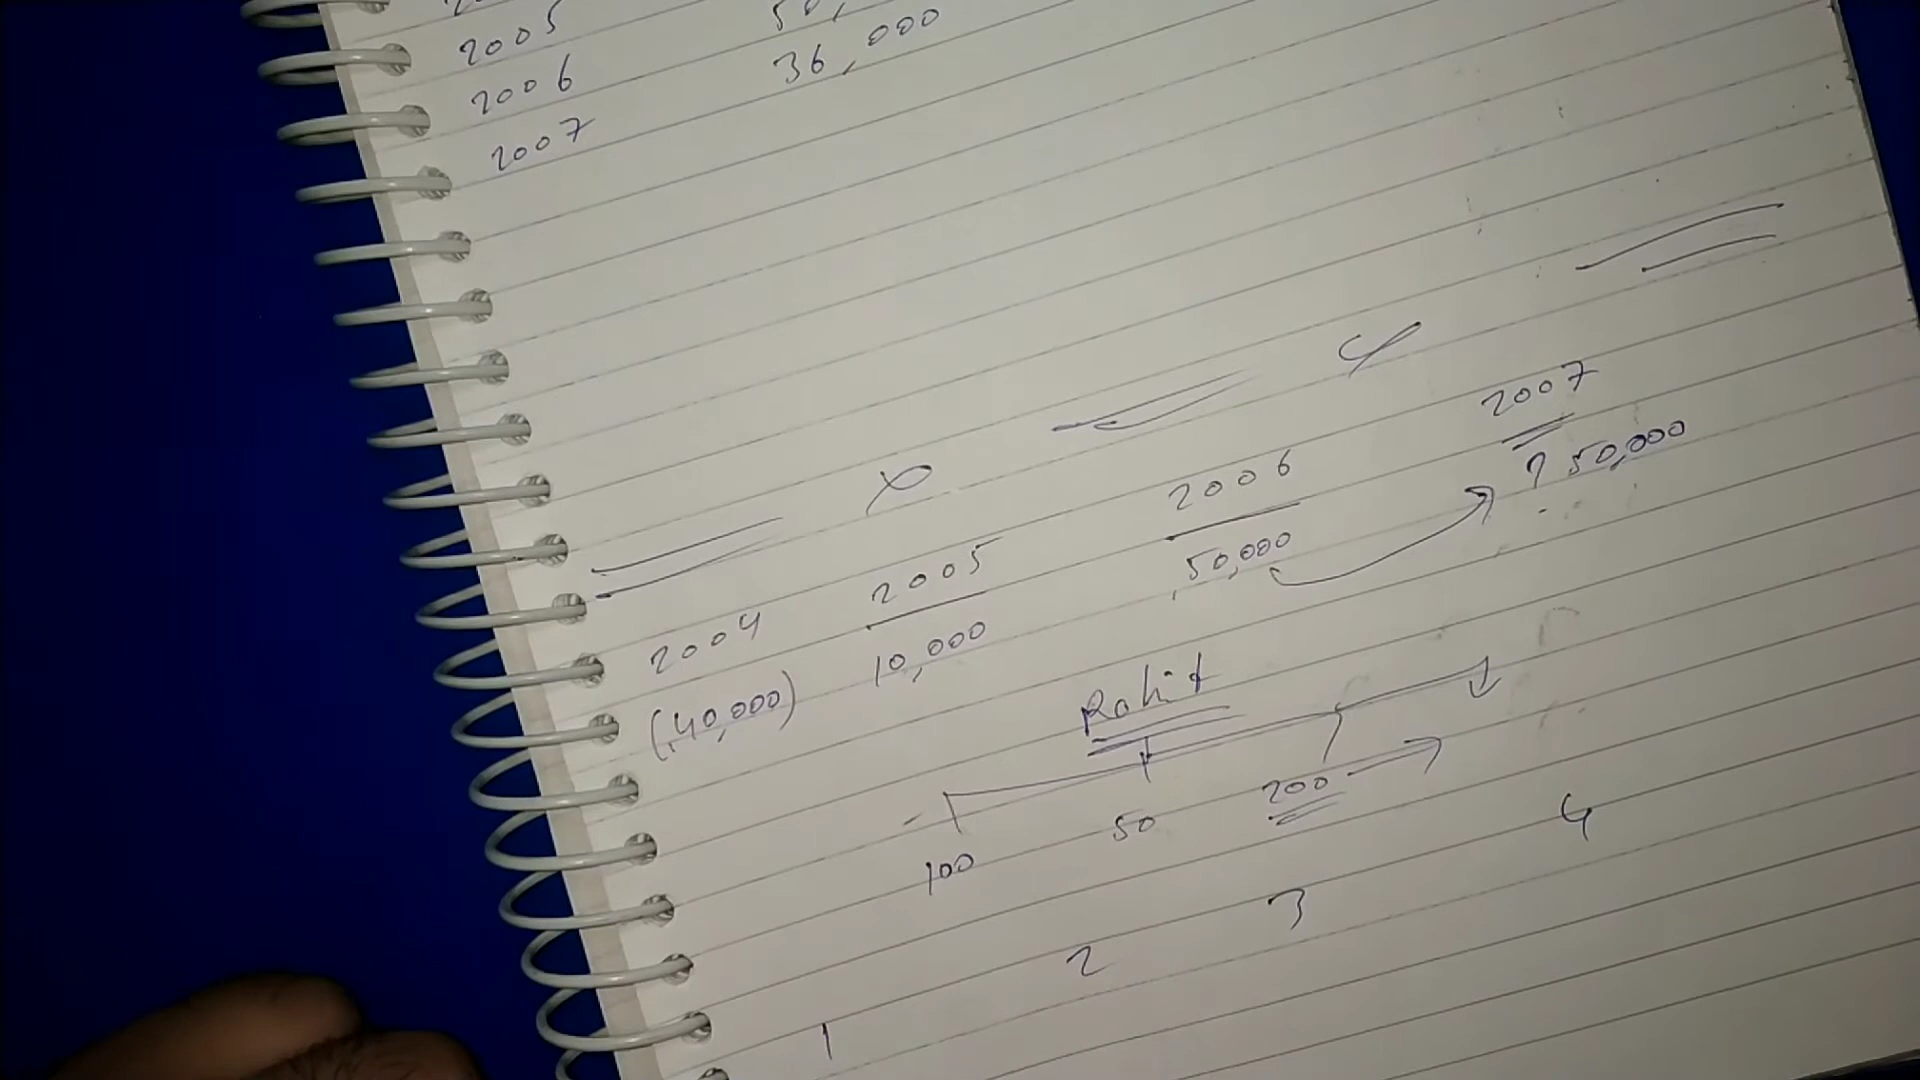 2005 50,
2006 36,000
2007
2004 2005 2006 2007
(40,000) 10,000 50,000 ? 50,000
Rohit
100 50 200
1 2 3 4